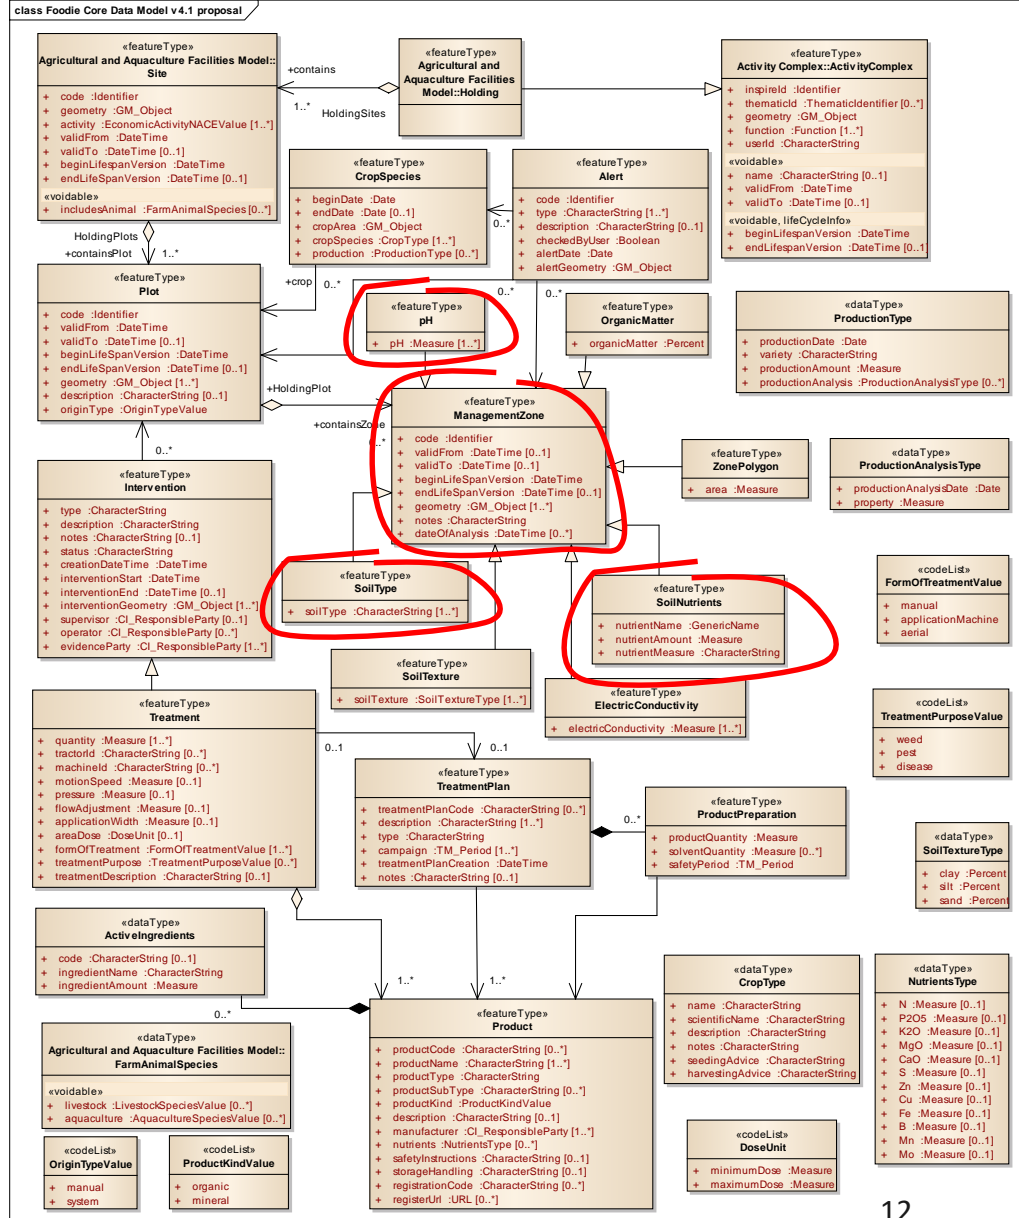 class Foodie Core Data Model v4.1 proposal
«featureType»
Agricultural and Aquaculture Facilities Model::
Site
+ code :Identifier
+ geometry :GM_Object
+ activity :EconomicActivityNACEValue [1..*]
+ validFrom :DateTime
+ validTo :DateTime [0..1]
+ beginLifespanVersion :DateTime
+ endLifeSpanVersion :DateTime [0..1]
«voidable»
+ includesAnimal :FarmAnimalSpecies [0..*]
+contains
1..*
HoldingSites
«featureType»
Agricultural and
Aquaculture Facilities
Model::Holding
«featureType»
Activity Complex::ActivityComplex
+ inspireId :Identifier
+ thematicId :ThematicIdentifier [0..*]
+ geometry :GM_Object
+ function :Function [1..*]
+ userId :CharacterString
«voidable»
+ name :CharacterString [0..1]
+ validFrom :DateTime
+ validTo :DateTime [0..1]
«voidable, lifeCycleInfo»
+ beginLifespanVersion :DateTime
+ endLifespanVersion :DateTime [0..1]
«featureType»
CropSpecies
+ beginDate :Date
+ endDate :Date [0..1]
+ cropArea :GM_Object
+ cropSpecies :CropType [1..*]
+ production :ProductionType [0..*]
0..*
«featureType»
Alert
+ code :Identifier
+ type :CharacterString [1..*]
+ description :CharacterString [0..1]
+ checkedByUser :Boolean
+ alertDate :Date
+ alertGeometry :GM_Object
HoldingPlots
+containsPlot
1..*
+crop
0..*
0..*
0..*
«featureType»
Plot
+ code :Identifier
+ validFrom :DateTime
+ validTo :DateTime [0..1]
+ beginLifeSpanVersion :DateTime
+ endLifeSpanVersion :DateTime [0..1]
+ geometry :GM_Object [1..*]
+ description :CharacterString [0..1]
+ originType :OriginTypeValue
«featureType»
pH
+ pH :Measure [1..*]
«featureType»
OrganicMatter
+ organicMatter :Percent
«dataType»
ProductionType
+ productionDate :Date
+ variety :CharacterString
+ productionAmount :Measure
+ productionAnalysis :ProductionAnalysisType [0..*]
+HoldingPlot
+containsZone
0..*
0..*
«featureType»
ManagementZone
+ code :Identifier
+ validFrom :DateTime [0..1]
+ validTo :DateTime [0..1]
+ beginLifeSpanVersion :DateTime
+ endLifeSpanVersion :DateTime [0..1]
+ geometry :GM_Object [1..*]
+ notes :CharacterString
+ dateOfAnalysis :DateTime [0..*]
«featureType»
ZonePolygon
+ area :Measure
«dataType»
ProductionAnalysisType
+ productionAnalysisDate :Date
+ property :Measure
«featureType»
Intervention
+ type :CharacterString
+ description :CharacterString
+ notes :CharacterString [0..1]
+ status :CharacterString
+ creationDateTime :DateTime
+ interventionStart :DateTime
+ interventionEnd :DateTime [0..1]
+ interventionGeometry :GM_Object [1..*]
+ supervisor :CI_ResponsibleParty [0..1]
+ operator :CI_ResponsibleParty [0..*]
+ evidenceParty :CI_ResponsibleParty [1..*]
«featureType»
SoilType
+ soilType :CharacterString [1..*]
«featureType»
SoilNutrients
+ nutrientName :GenericName
+ nutrientAmount :Measure
+ nutrientMeasure :CharacterString
«codeList»
FormOfTreatmentValue
+ manual
+ applicationMachine
+ aerial
«featureType»
SoilTexture
+ soilTexture :SoilTextureType [1..*]
«featureType»
ElectricConductivity
+ electricConductivity :Measure [1..*]
«codeList»
TreatmentPurposeValue
+ weed
+ pest
+ disease
«featureType»
Treatment
+ quantity :Measure [1..*]
+ tractorId :CharacterString [0..*]
+ machineId :CharacterString [0..*]
+ motionSpeed :Measure [0..1]
+ pressure :Measure [0..1]
+ flowAdjustment :Measure [0..1]
+ applicationWidth :Measure [0..1]
+ areaDose :DoseUnit [0..1]
+ formOfTreatment :FormOfTreatmentValue [1..*]
+ treatmentPurpose :TreatmentPurposeValue [0..*]
+ treatmentDescription :CharacterString [0..1]
0..1
0..1
«featureType»
TreatmentPlan
+ treatmentPlanCode :CharacterString [0..*]
+ description :CharacterString [1..*]
+ type :CharacterString
+ campaign :TM_Period [1..*]
+ treatmentPlanCreation :DateTime
+ notes :CharacterString [0..1]
0..*
«featureType»
ProductPreparation
+ productQuantity :Measure
+ solventQuantity :Measure [0..*]
+ safetyPeriod :TM_Period
«dataType»
SoilTextureType
+ clay :Percent
+ silt :Percent
+ sand :Percent
«dataType»
ActiveIngredients
+ code :CharacterString [0..1]
+ ingredientName :CharacterString
+ ingredientAmount :Measure
0..*
1..*
1..*
«featureType»
Product
+ productCode :CharacterString [0..*]
+ productName :CharacterString [1..*]
+ productType :CharacterString
+ productSubType :CharacterString [0..*]
+ productKind :ProductKindValue
+ description :CharacterString [0..1]
+ manufacturer :CI_ResponsibleParty [1..*]
+ nutrients :NutrientsType [0..*]
+ safetyInstructions :CharacterString [0..1]
+ storageHandling :CharacterString [0..1]
+ registrationCode :CharacterString [0..*]
+ registerUrl :URL [0..*]
«dataType»
CropType
+ name :CharacterString
+ scientificName :CharacterString
+ description :CharacterString
+ notes :CharacterString
+ seedingAdvice :CharacterString
+ harvestingAdvice :CharacterString
«dataType»
NutrientsType
+ N :Measure [0..1]
+ P2O5 :Measure [0..1]
+ K2O :Measure [0..1]
+ MgO :Measure [0..1]
+ CaO :Measure [0..1]
+ S :Measure [0..1]
+ Zn :Measure [0..1]
+ Cu :Measure [0..1]
+ Fe :Measure [0..1]
+ B :Measure [0..1]
+ Mn :Measure [0..1]
+ Mo :Measure [0..1]
«dataType»
Agricultural and Aquaculture Facilities Model::
FarmAnimalSpecies
«voidable»
+ livestock :LivestockSpeciesValue [0..*]
+ aquaculture :AquacultureSpeciesValue [0..*]
«codeList»
OriginTypeValue
+ manual
+ system
«codeList»
ProductKindValue
+ organic
+ mineral
«codeList»
DoseUnit
+ minimumDose :Measure
+ maximumDose :Measure
12